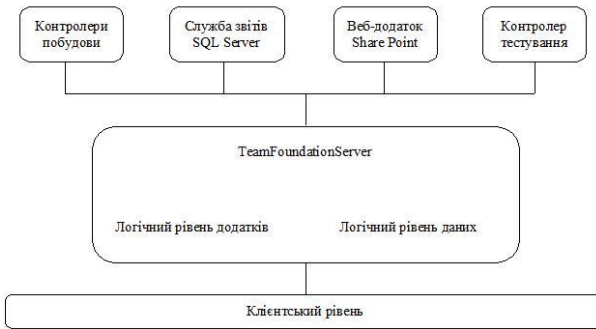 Контролери
побудови
Служба звітів
SQL Server
Веб-додаток
Share Point
Контролер
тестування
TeamFoundationServer
Логічний рівень додатків
Логічний рівень даних
Клієнтський рівень